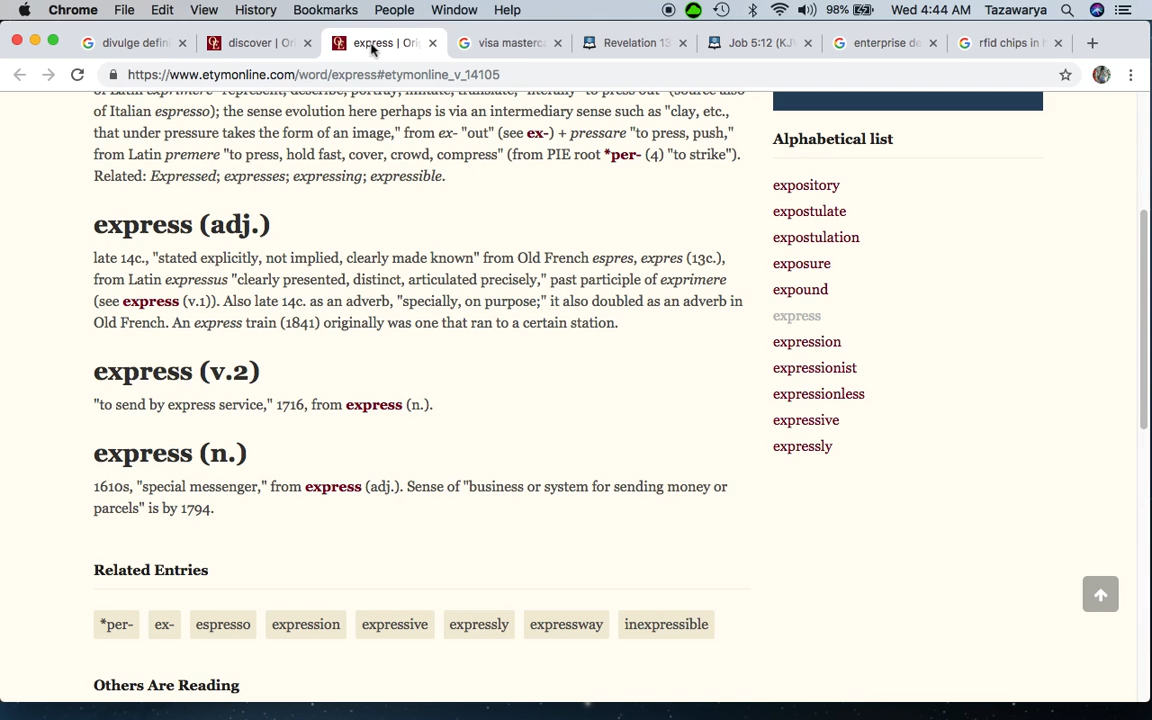 Chrome File Edit View History Bookmarks People Window Help 98% Wed 4:44 AM Tazawarya
divulge defini discover | Ori express | Ori visa masterca Revelation 13 Job 5:12 (KJV enterprise de rfid chips in h
https://www.etymonline.com/word/express#etymonline_v_14105
of Latin exprimere "represent, describe, portray, imitate, translate," literally "to press out" (source also
of Italian espresso); the sense evolution here perhaps is via an intermediary sense such as "clay, etc.,
that under pressure takes the form of an image," from ex- "out" (see ex-) + pressare "to press, push,"
from Latin premere "to press, hold fast, cover, crowd, compress" (from PIE root *per- (4) "to strike").
Related: Expressed; expresses; expressing; expressible.
express (adj.)
late 14c., "stated explicitly, not implied, clearly made known" from Old French espres, expres (13c.),
from Latin expressus "clearly presented, distinct, articulated precisely," past participle of exprimere
(see express (v.1)). Also late 14c. as an adverb, "specially, on purpose;" it also doubled as an adverb in
Old French. An express train (1841) originally was one that ran to a certain station.
express (v.2)
"to send by express service," 1716, from express (n.).
express (n.)
1610s, "special messenger," from express (adj.). Sense of "business or system for sending money or
parcels" is by 1794.
Related Entries
*per- ex- espresso expression expressive expressly expressway inexpressible
Others Are Reading
Alphabetical list
expository
expostulate
expostulation
exposure
expound
express
expression
expressionist
expressionless
expressive
expressly